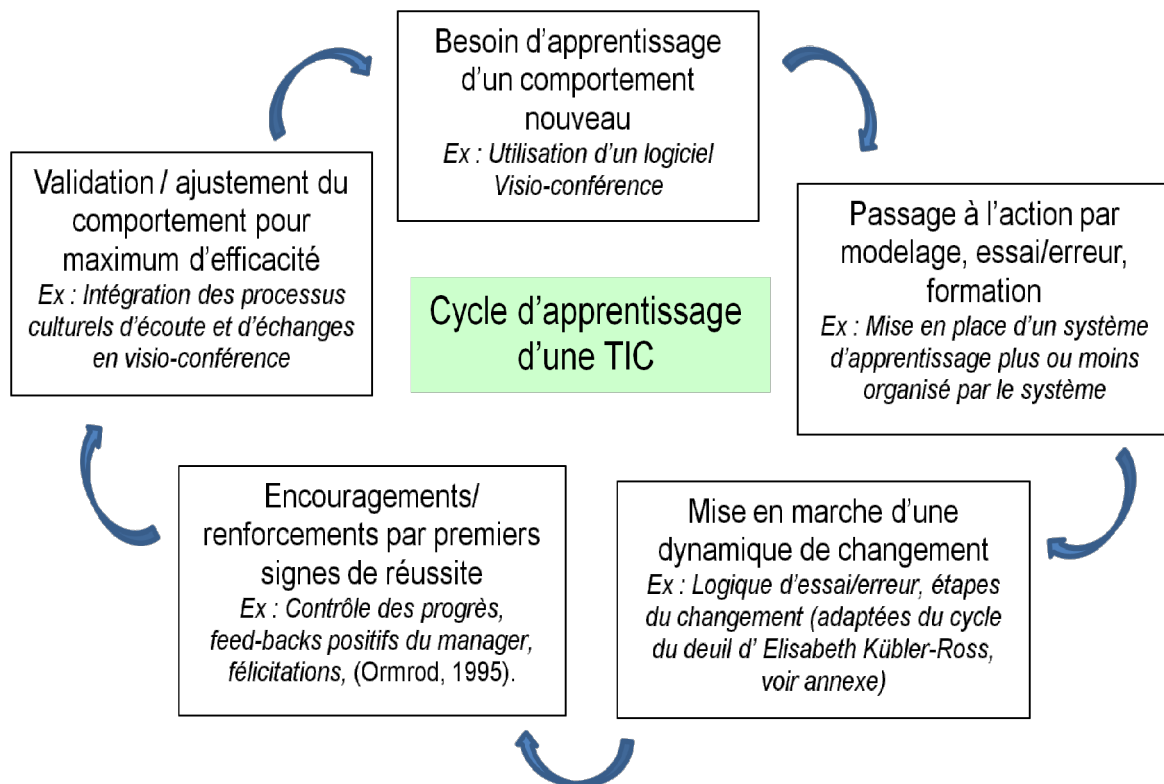 Besoin d’apprentissage
d’un comportement
nouveau
Ex : Utilisation d’un logiciel
Visio-conférence
Passage à l’action par
modelage, essai/erreur,
formation
Ex : Mise en place d’un système
d’apprentissage plus ou moins
organisé par le système
Mise en marche d’une
dynamique de changement
Ex : Logique d’essai/erreur, étapes
du changement (adaptées du cycle
du deuil d’ Elisabeth Kübler-Ross,
voir annexe)
Encouragements/
renforcements par premiers
signes de réussite
Ex : Contrôle des progrès,
feed-backs positifs du manager,
félicitations, (Ormrod, 1995).
Validation / ajustement du
comportement pour
maximum d’efficacité
Ex : Intégration des processus
culturels d’écoute et d’échanges
en visio-conférence
Cycle d’apprentissage
d’une TIC